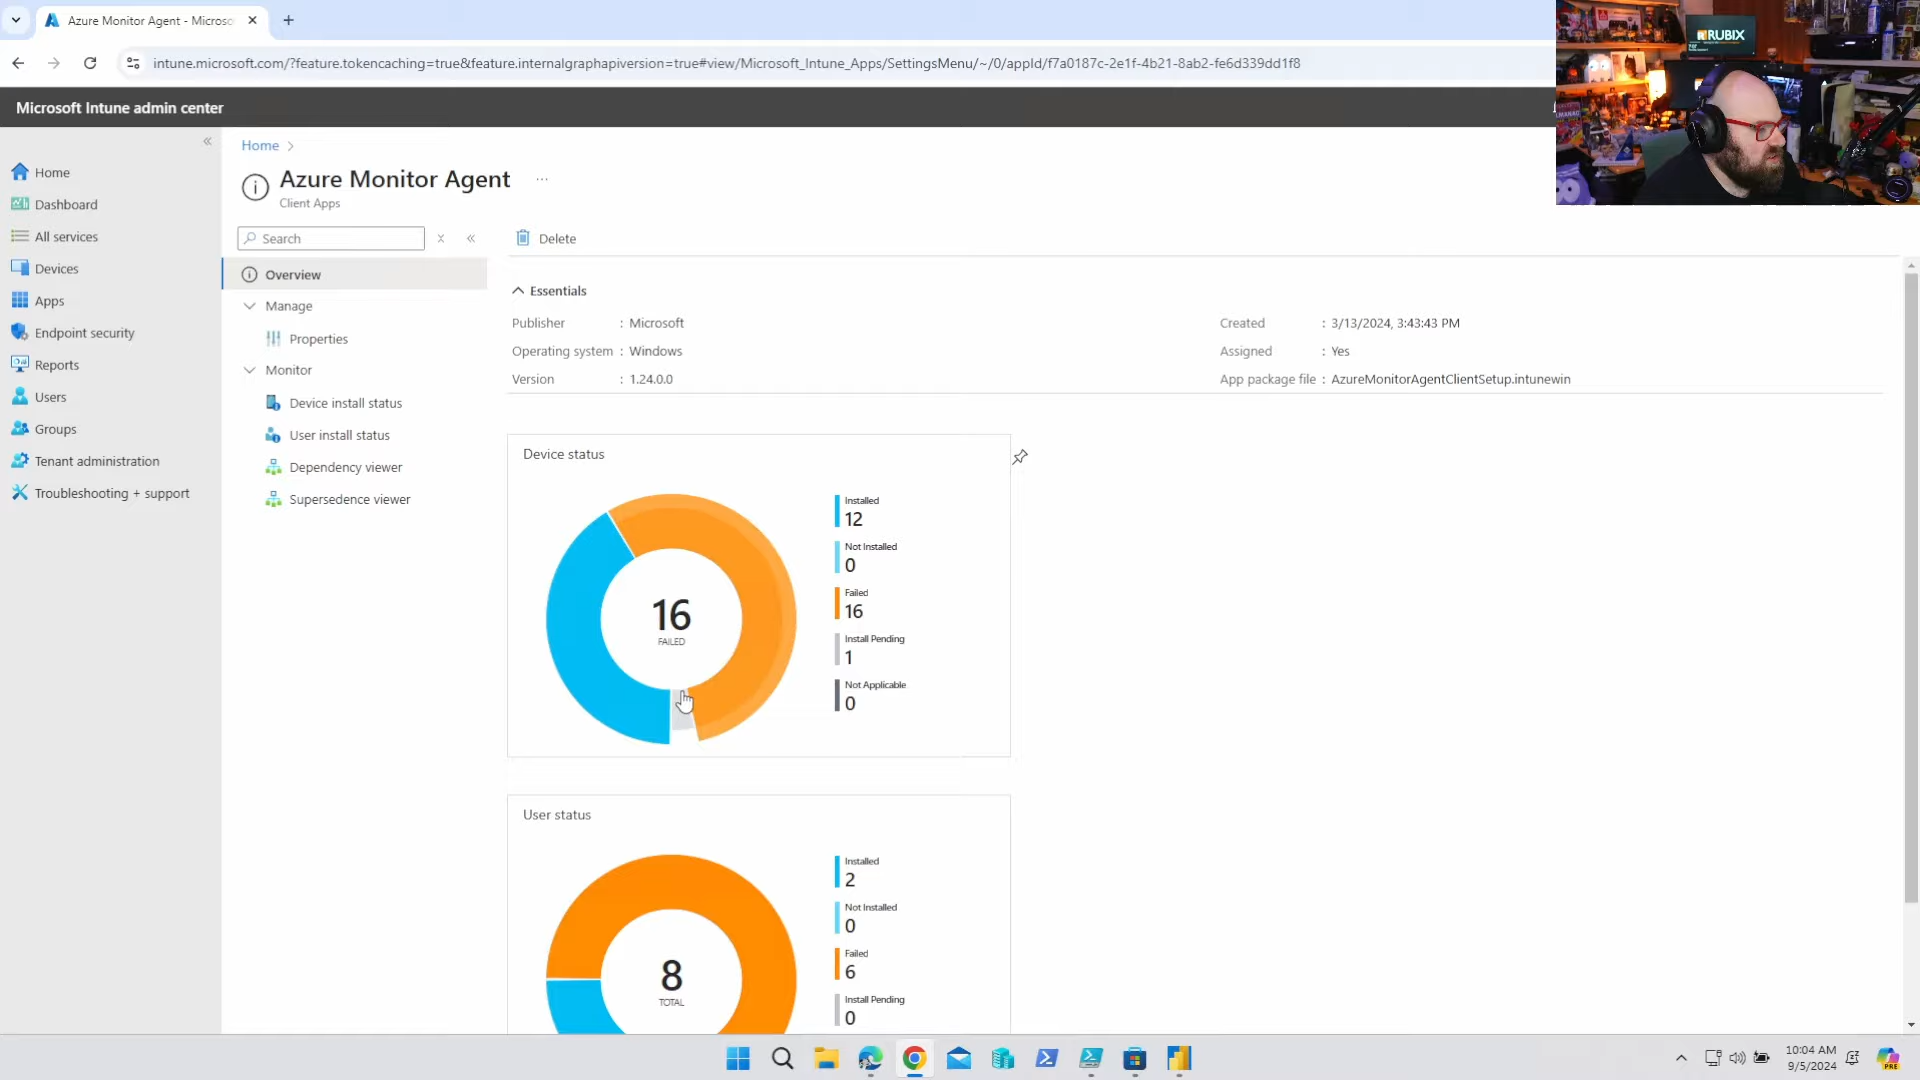 Azure Monitor Agent - Microso
intune.microsoft.com/?feature.tokencaching=true&feature.internalgraphapiversion=true#view/Microsoft_Intune_Apps/SettingsMenu/~/0/appId/f7a0187c-2e1f-4b21-8ab2-fe6d339dd1f8
RUBIX
Microsoft Intune admin center
Home
Dashboard
All services
Devices
Apps
Endpoint security
Reports
Users
Groups
Tenant administration
Troubleshooting + support
Home
Azure Monitor Agent
Client Apps
Search
Overview
Manage
Properties
Monitor
Device install status
User install status
Dependency viewer
Supersedence viewer
Delete
Essentials
Publisher : Microsoft
Operating system : Windows
Version : 1.24.0.0
Created : 3/13/2024, 3:43:43 PM
Assigned : Yes
App package file : AzureMonitorAgentClientSetup.intunewin
Device status
16
FAILED
Installed
12
Not Installed
0
Failed
16
Install Pending
1
Not Applicable
0
User status
8
TOTAL
Installed
2
Not Installed
0
Failed
6
Install Pending
0
10:04 AM
9/5/2024
PRE